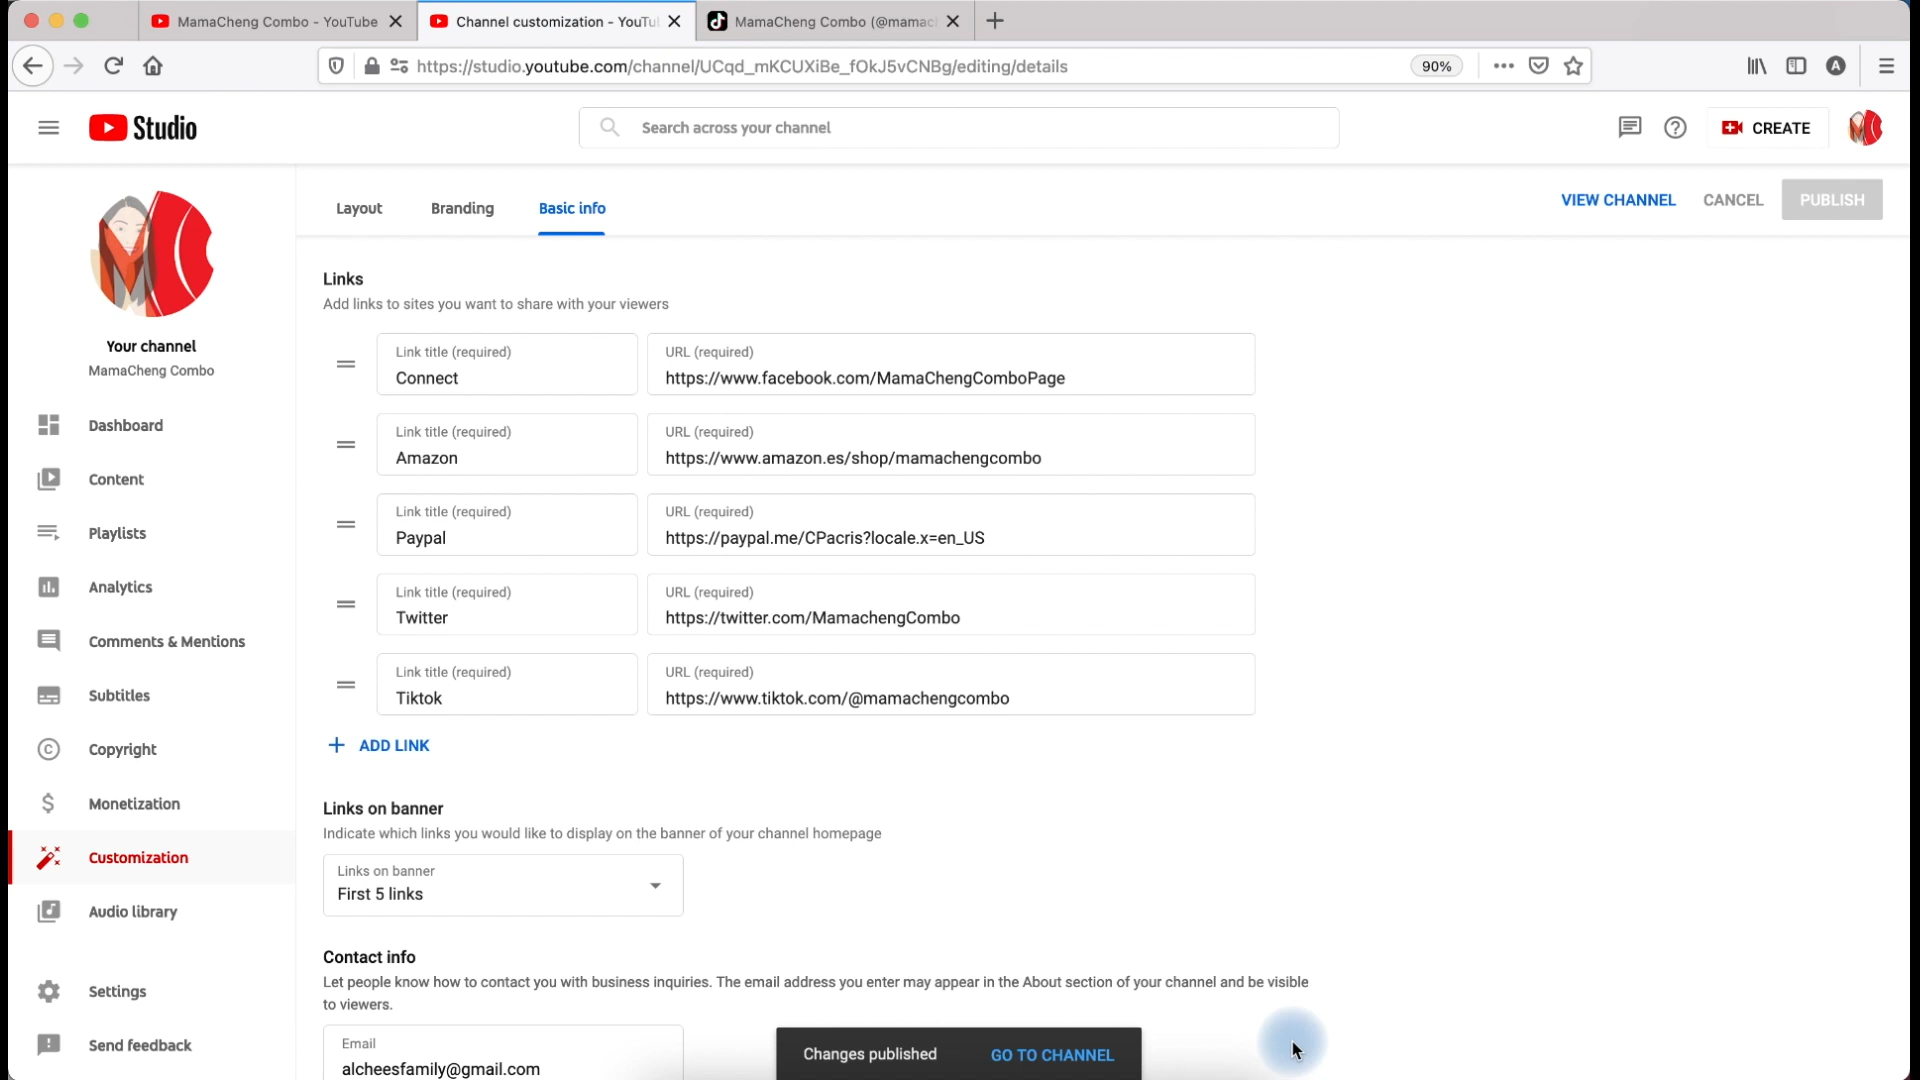 MamaCheng Combo - YouTube
Channel customization - YouTu
MamaCheng Combo (@mamac
https://studio.youtube.com/channel/UCqd_mKCUXiBe_fOkJ5vCNBg/editing/details
90%
A
Studio
Search across your channel
CREATE
Layout
Branding
Basic info
VIEW CHANNEL
CANCEL
PUBLISH
Your channel
MamaCheng Combo
Dashboard
Content
Playlists
Analytics
Comments & Mentions
Subtitles
Copyright
Monetization
Customization
Audio library
Settings
Send feedback
Links
Add links to sites you want to share with your viewers
Link title (required)
Connect
URL (required)
https://www.facebook.com/MamaChengComboPage
Link title (required)
Amazon
URL (required)
https://www.amazon.es/shop/mamachengcombo
Link title (required)
Paypal
URL (required)
https://paypal.me/CPacris?locale.x=en_US
Link title (required)
Twitter
URL (required)
https://twitter.com/MamachengCombo
Link title (required)
Tiktok
URL (required)
https://www.tiktok.com/@mamachengcombo
ADD LINK
Links on banner
Indicate which links you would like to display on the banner of your channel homepage
Links on banner
First 5 links
Contact info
Let people know how to contact you with business inquiries. The email address you enter may appear in the About section of your channel and be visible
to viewers.
Email
alcheesfamily@gmail.com
Changes published
GO TO CHANNEL